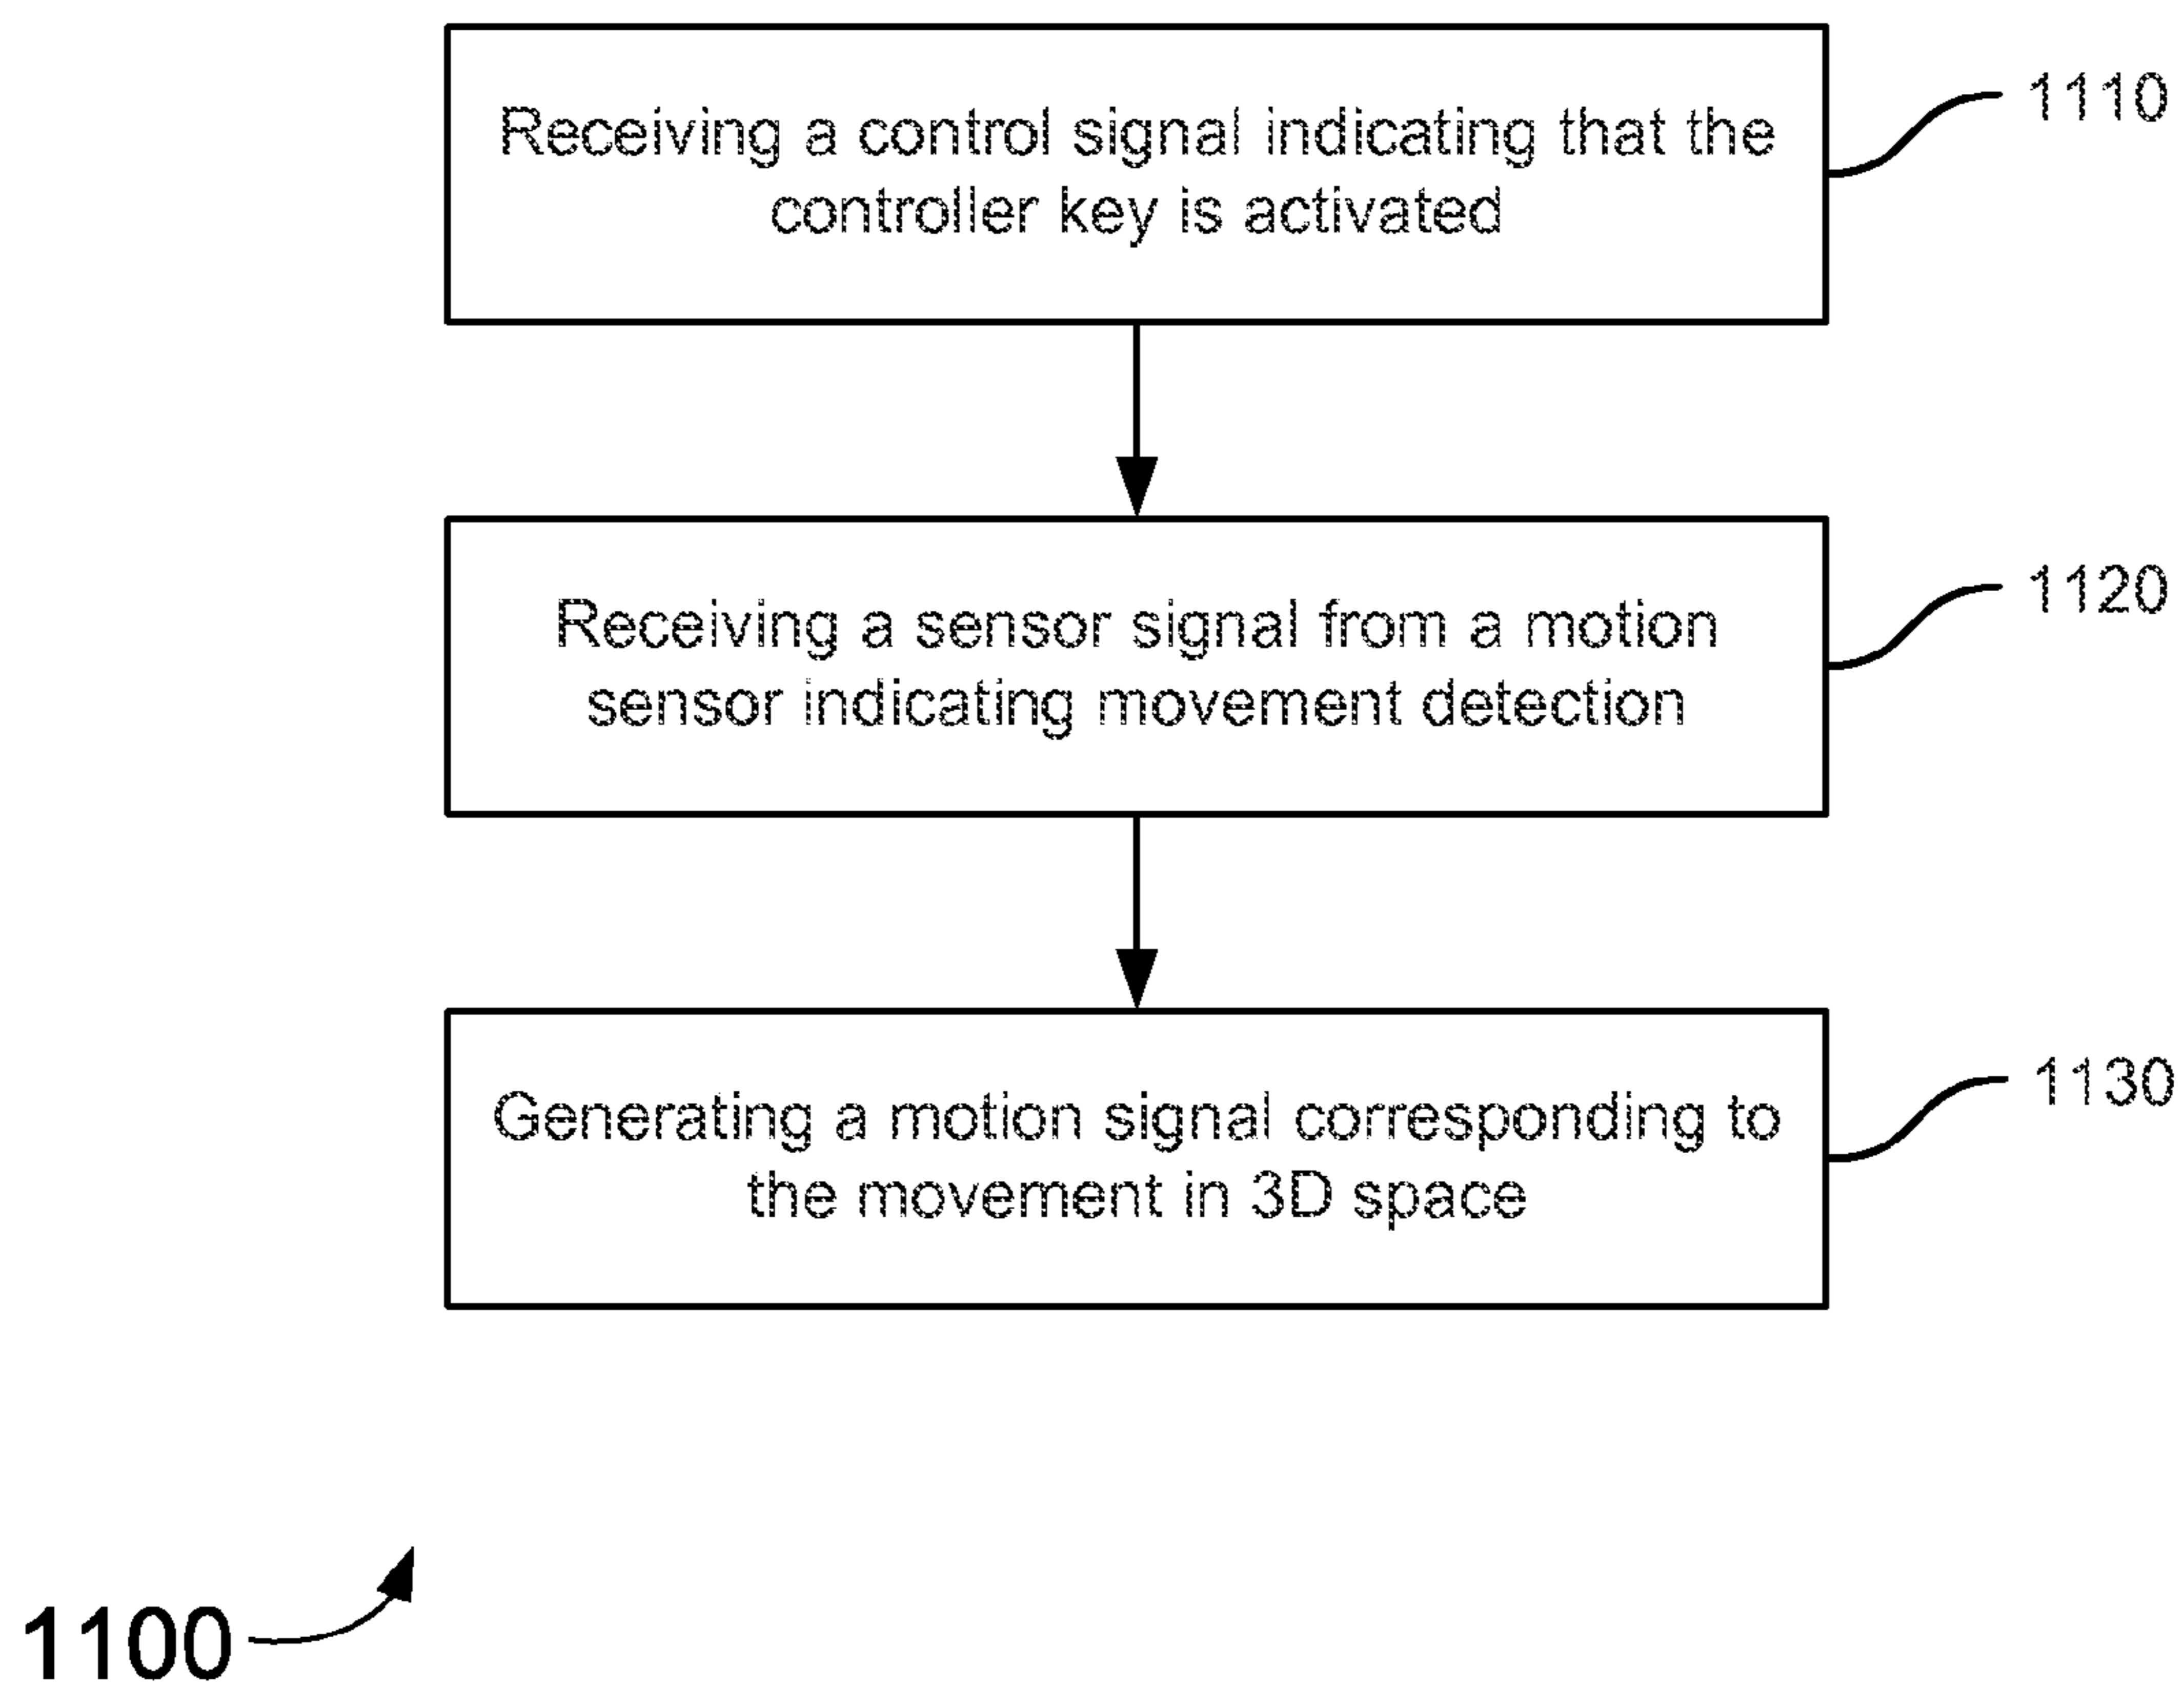 Receiving a control signal indicating that the
controller key is activated
1110
Receiving a sensor signal from a motion
sensor indicating movement detection
1120
Generating a motion signal corresponding to
the movement in 3D space
1130
1100